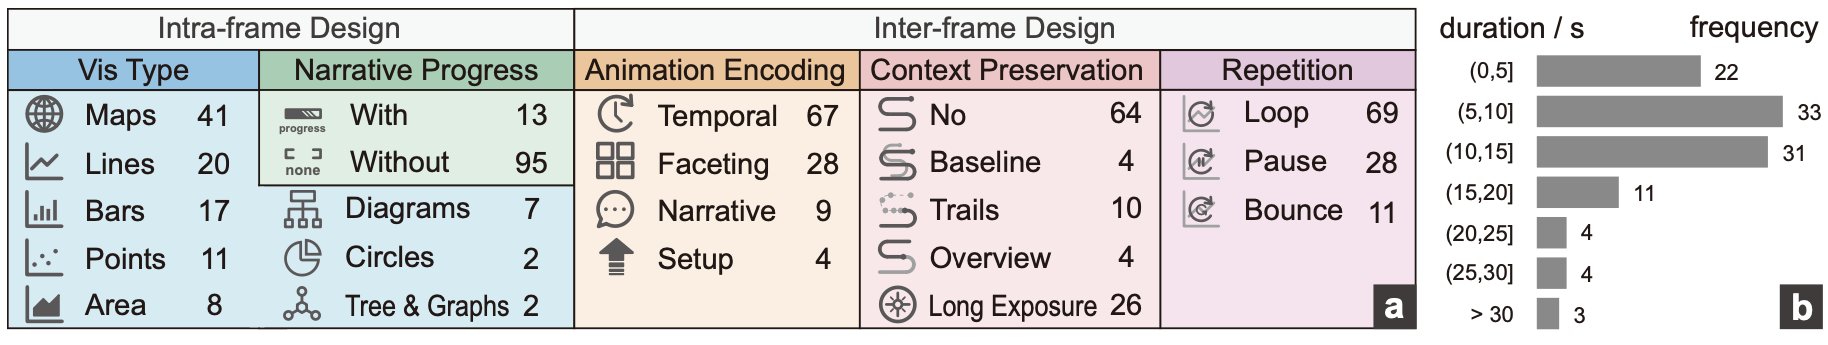 Intra-frame Design Inter-frame Design
Vis Type Narrative Progress Animation Encoding Context Preservation Repetition
Maps 41 progress With 13 Temporal 67 No 64 Loop 69
Lines 20 none Without 95 Faceting 28 Baseline 4 Pause 28
Bars 17 Diagrams 7 Narrative 9 Trails 10 Bounce 11
Points 11 Circles 2 Setup 4 Overview 4
Area 8 Tree & Graphs 2 Long Exposure 26
a
duration / s frequency
(0,5] 22
(5,10] 33
(10,15] 31
(15,20] 11
(20,25] 4
(25,30] 4
> 30 3
b